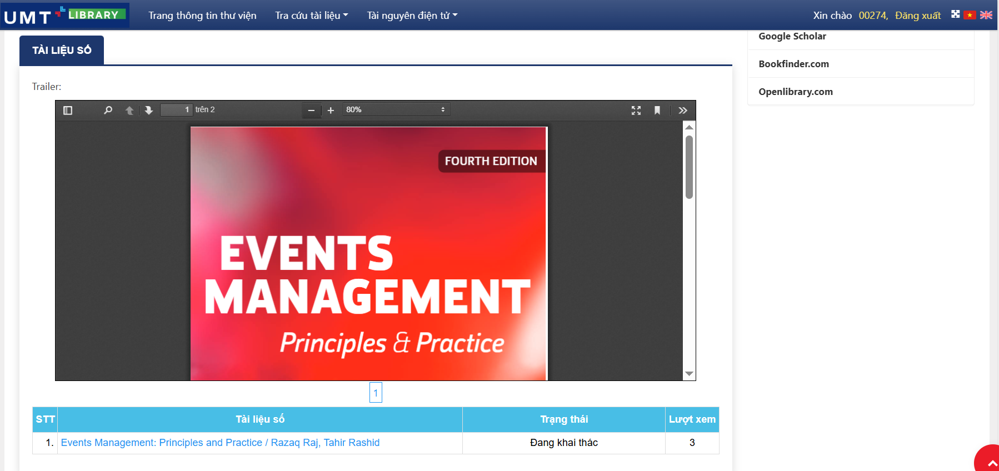 UMT LIBRARY
Trang thông tin thư viện
Tra cứu tài liệu
Tài nguyên điện tử
Xin chào 00274, Đăng xuất
Google Scholar
Bookfinder.com
Openlibrary.com
TÀI LIỆU SỐ
Trailer:
1 trên 2
80%
FOURTH EDITION
EVENTS
MANAGEMENT
Principles & Practice
1
STT Tài liệu số Trạng thái Lượt xem
1. Events Management: Principles and Practice / Razaq Raj, Tahir Rashid Đang khai thác 3